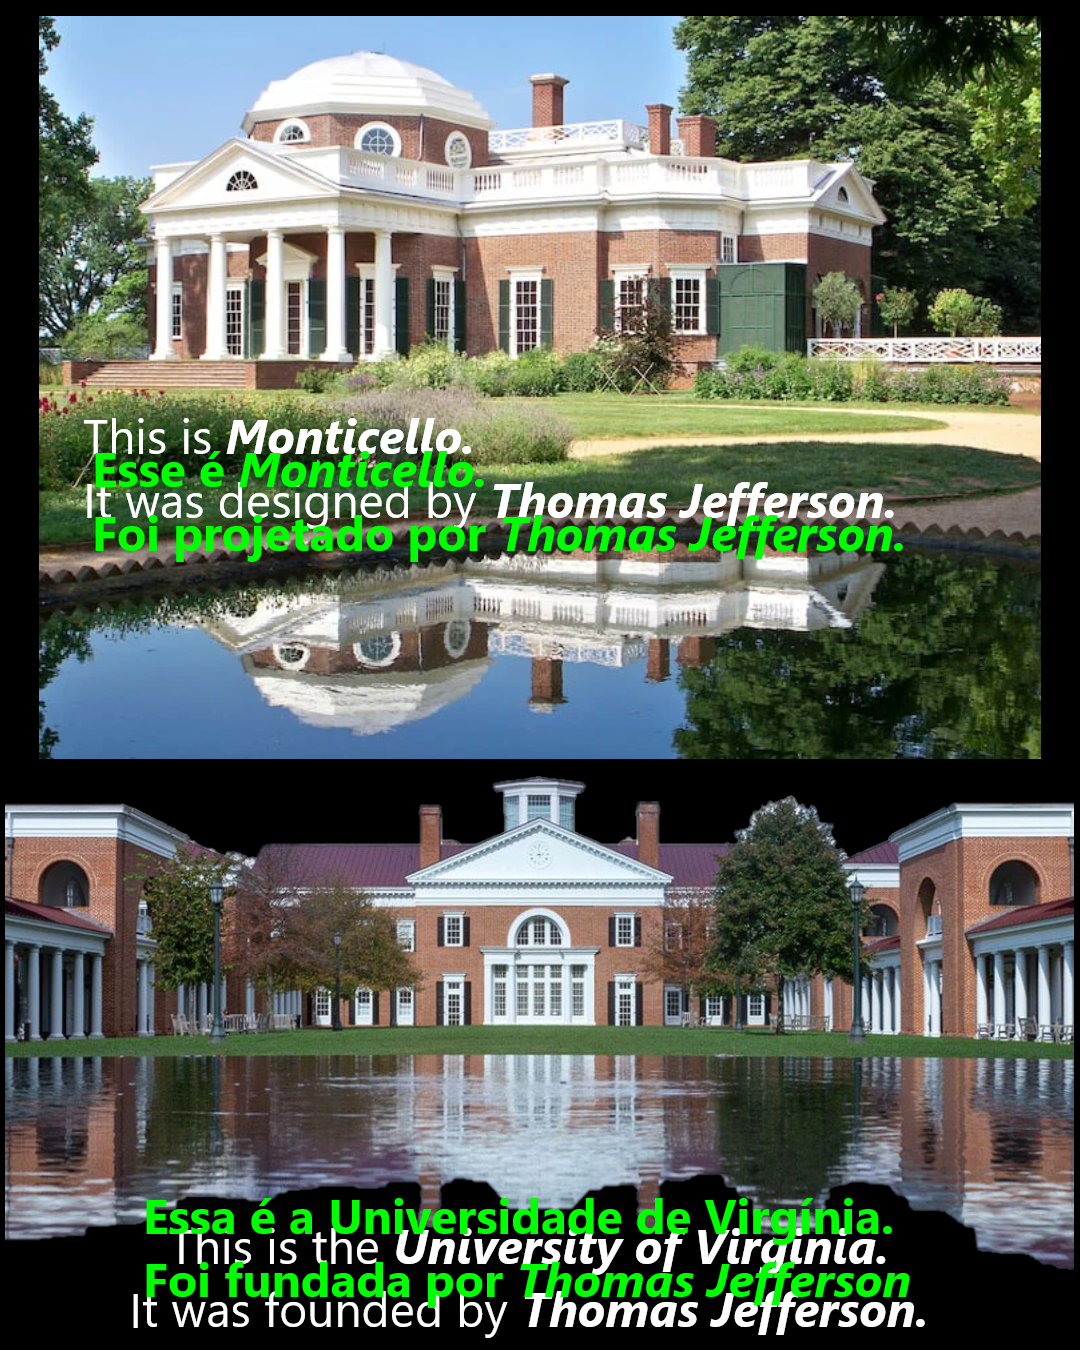 This is Monticello.
Esse é Monticello.
It was designed by Thomas Jefferson.
Foi projetado por Thomas Jefferson.
Essa é a Universidade de Virgínia.
This is the University of Virginia.
Foi fundada por Thomas Jefferson
It was founded by Thomas Jefferson.